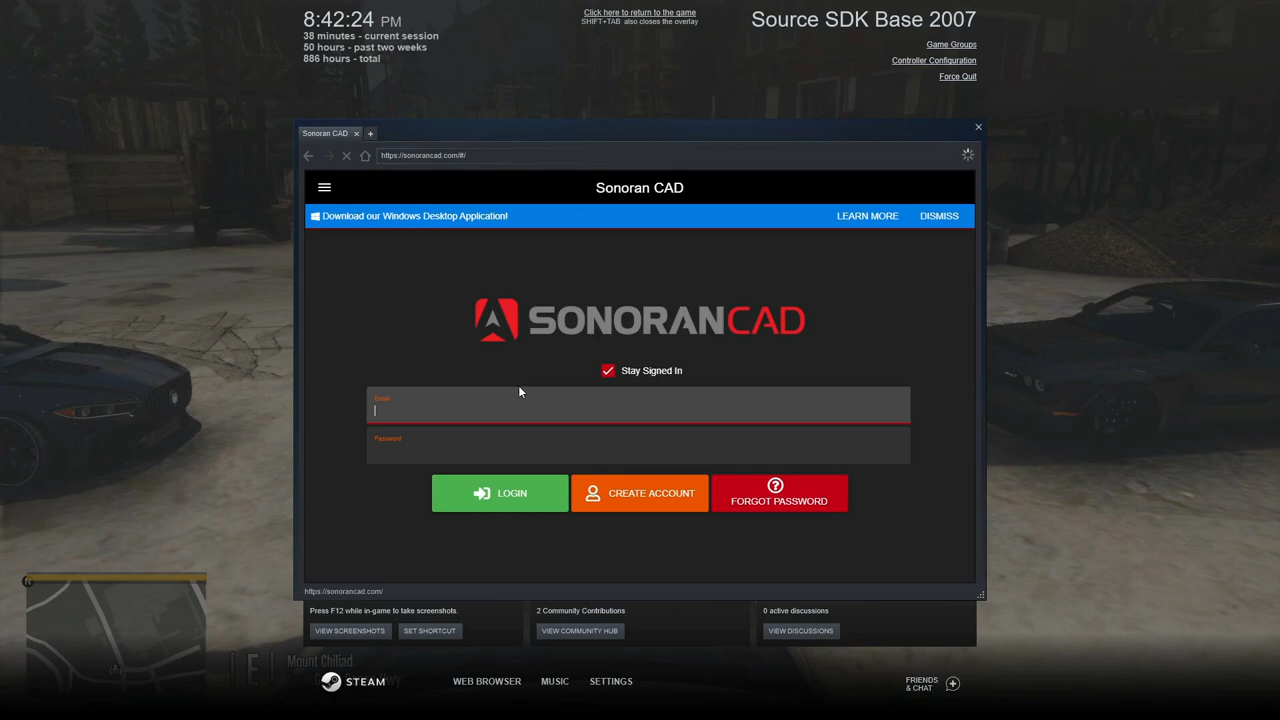 8:42:24 PM
38 minutes - current session
50 hours - past two weeks
886 hours - total
Click here to return to the game
SHIFT+TAB also closes the overlay
Source SDK Base 2007
Game Groups
Controller Configuration
Force Quit
Sonoran CAD
https://sonorancad.com/#/
Sonoran CAD
Download our Windows Desktop Application!
LEARN MORE
DISMISS
SONORANCAD
Stay Signed In
Email
Password
LOGIN
CREATE ACCOUNT
FORGOT PASSWORD
https://sonorancad.com/
Press F12 while in-game to take screenshots.
VIEW SCREENSHOTS
SET SHORTCUT
2 Community Contributions
VIEW COMMUNITY HUB
0 active discussions
VIEW DISCUSSIONS
[ E ]
Mount Chiliad
STEAM
WEB BROWSER
MUSIC
SETTINGS
FRIENDS
& CHAT